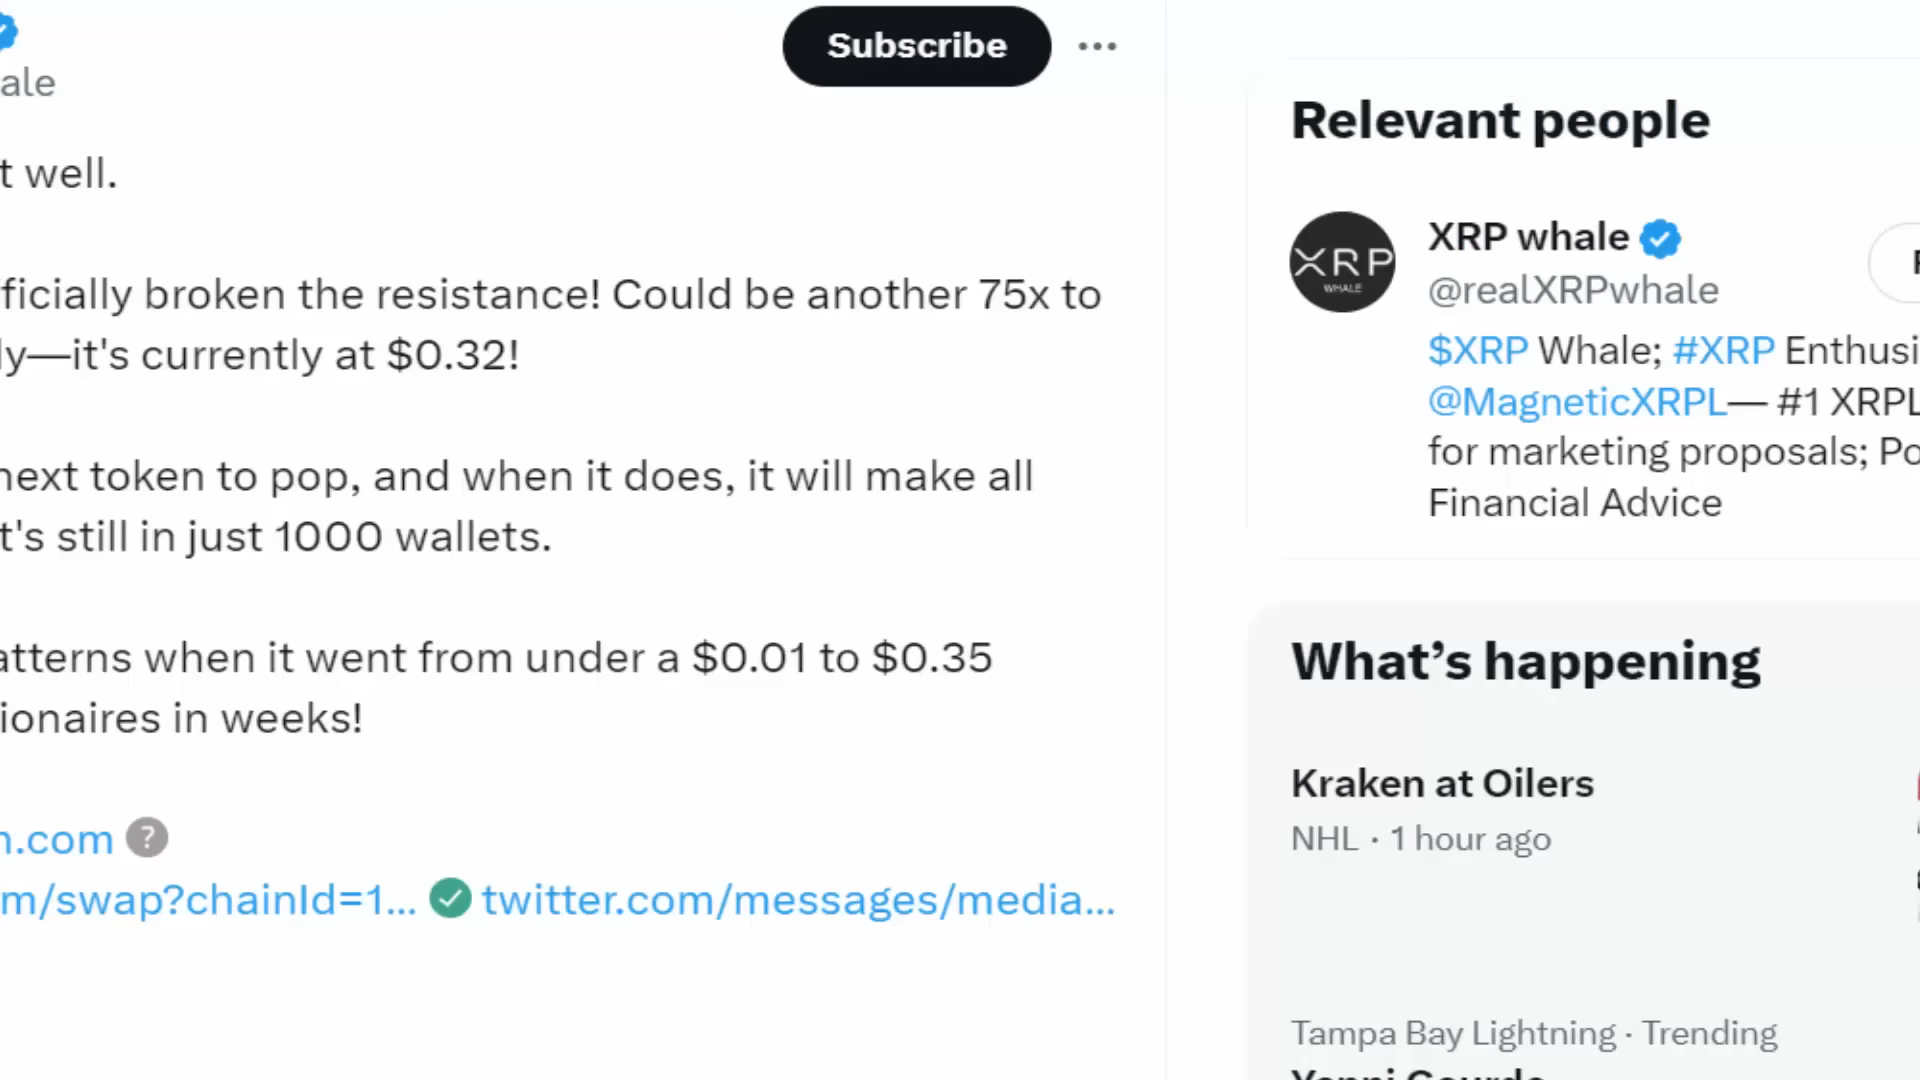 Subscribe
ale
t well.
ficially broken the resistance! Could be another 75x to
ly—it's currently at $0.32!
next token to pop, and when it does, it will make all
t's still in just 1000 wallets.
atterns when it went from under a $0.01 to $0.35
ionaires in weeks!
n.com ?
m/swap?chainId=1... twitter.com/messages/media...
Relevant people
XRP
WHALE
XRP whale
@realXRPwhale
$XRP Whale; #XRP Enthusi
@MagneticXRPL— #1 XRPL
for marketing proposals; Po
Financial Advice
What's happening
Kraken at Oilers
NHL · 1 hour ago
Tampa Bay Lightning · Trending
Yanni Gourde